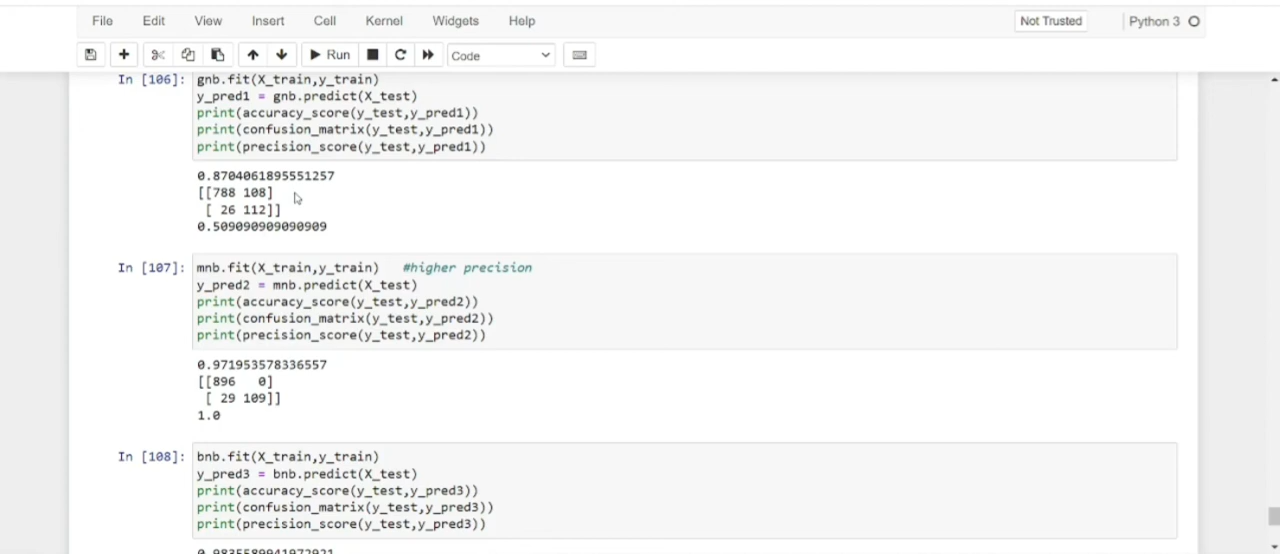 File Edit View Insert Cell Kernel Widgets Help Not Trusted Python 3
Run Code
In [106]: gnb.fit(X_train,y_train)
y_pred1 = gnb.predict(X_test)
print(accuracy_score(y_test,y_pred1))
print(confusion_matrix(y_test,y_pred1))
print(precision_score(y_test,y_pred1))
0.8704061895551257
[[788 108]
[ 26 112]]
0.509090909090909
In [107]: mnb.fit(X_train,y_train) #higher precision
y_pred2 = mnb.predict(X_test)
print(accuracy_score(y_test,y_pred2))
print(confusion_matrix(y_test,y_pred2))
print(precision_score(y_test,y_pred2))
0.971953578336557
[[896 0]
[ 29 109]]
1.0
In [108]: bnb.fit(X_train,y_train)
y_pred3 = bnb.predict(X_test)
print(accuracy_score(y_test,y_pred3))
print(confusion_matrix(y_test,y_pred3))
print(precision_score(y_test,y_pred3))
0.9835589941972921